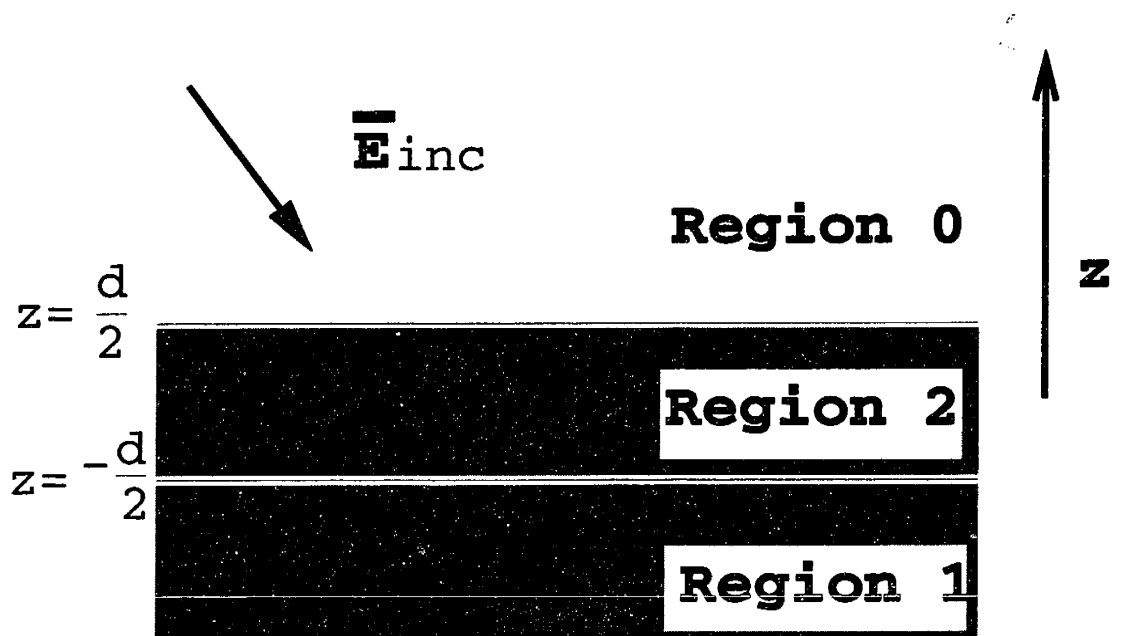 E̅inc
Region 0
z
z= d/2
Region 2
z= -d/2
Region 1